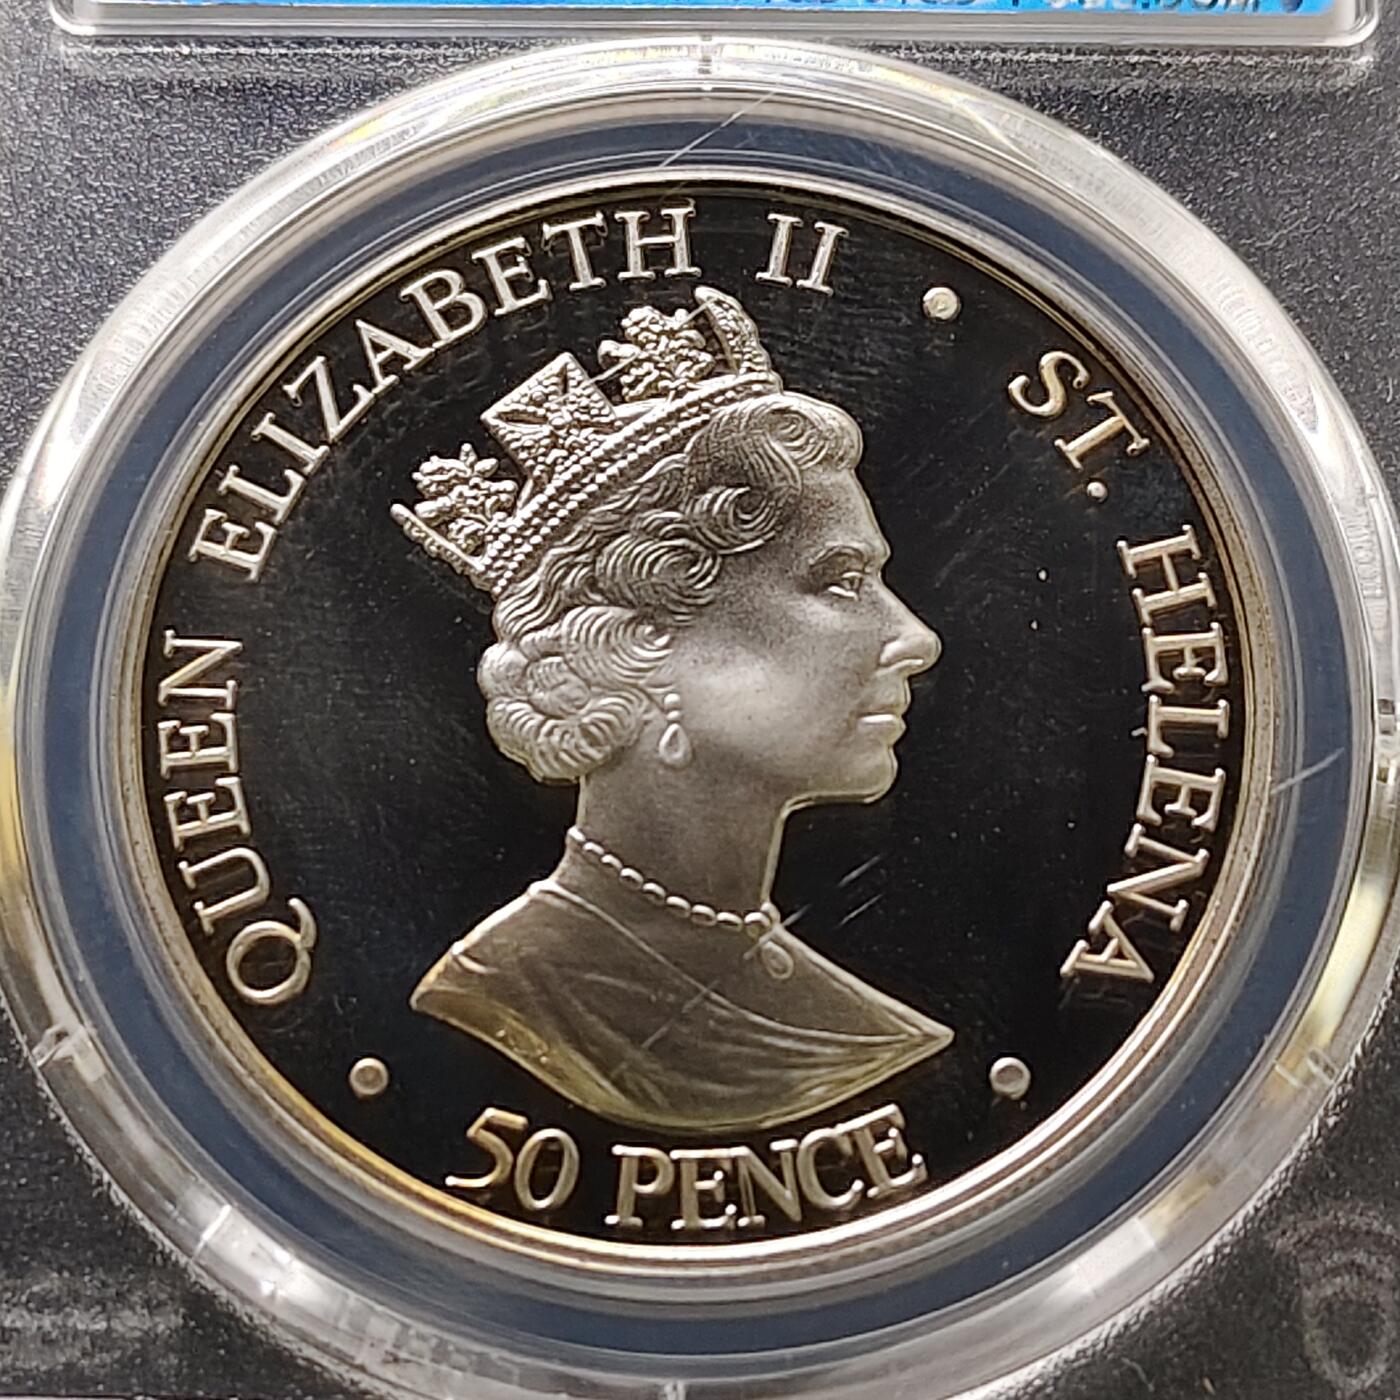 QUEEN ELIZABETH II • ST. HELENA
• 50 PENCE •